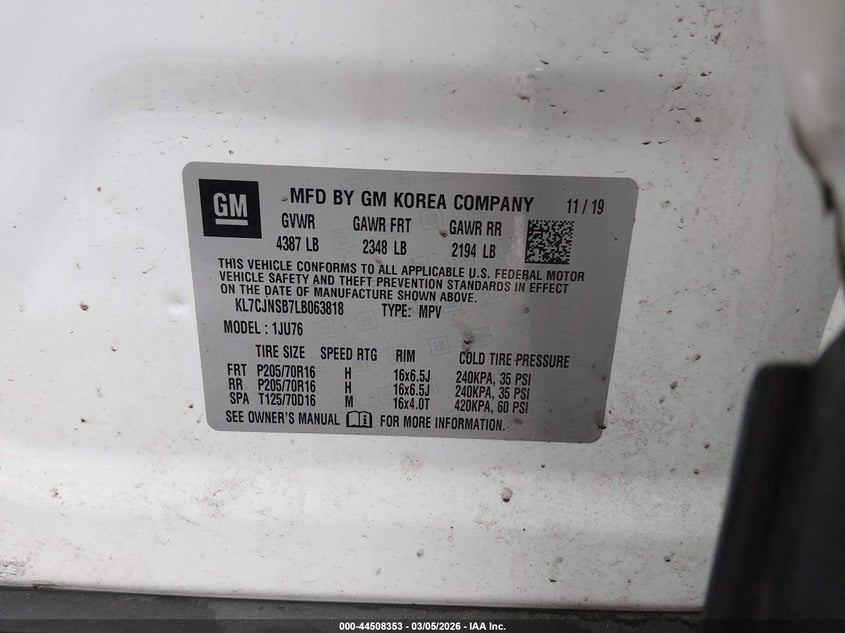 GM MFD BY GM KOREA COMPANY 11 / 19
GVWR GAWR FRT GAWR RR
4387 LB 2348 LB 2194 LB
THIS VEHICLE CONFORMS TO ALL APPLICABLE U.S. FEDERAL MOTOR
VEHICLE SAFETY AND THEFT PREVENTION STANDARDS IN EFFECT
ON THE DATE OF MANUFACTURE SHOWN ABOVE.
KL7CJNSB7LB063818 TYPE: MPV
MODEL : 1JU76
TIRE SIZE SPEED RTG RIM COLD TIRE PRESSURE
FRT P205/70R16 H 16x6.5J 240KPA, 35 PSI
RR P205/70R16 H 16x6.5J 240KPA, 35 PSI
SPA T125/70D16 M 16x4.0T 420KPA, 60 PSI
SEE OWNER'S MANUAL FOR MORE INFORMATION.
000-44508353 - 03/05/2026 - IAA Inc.